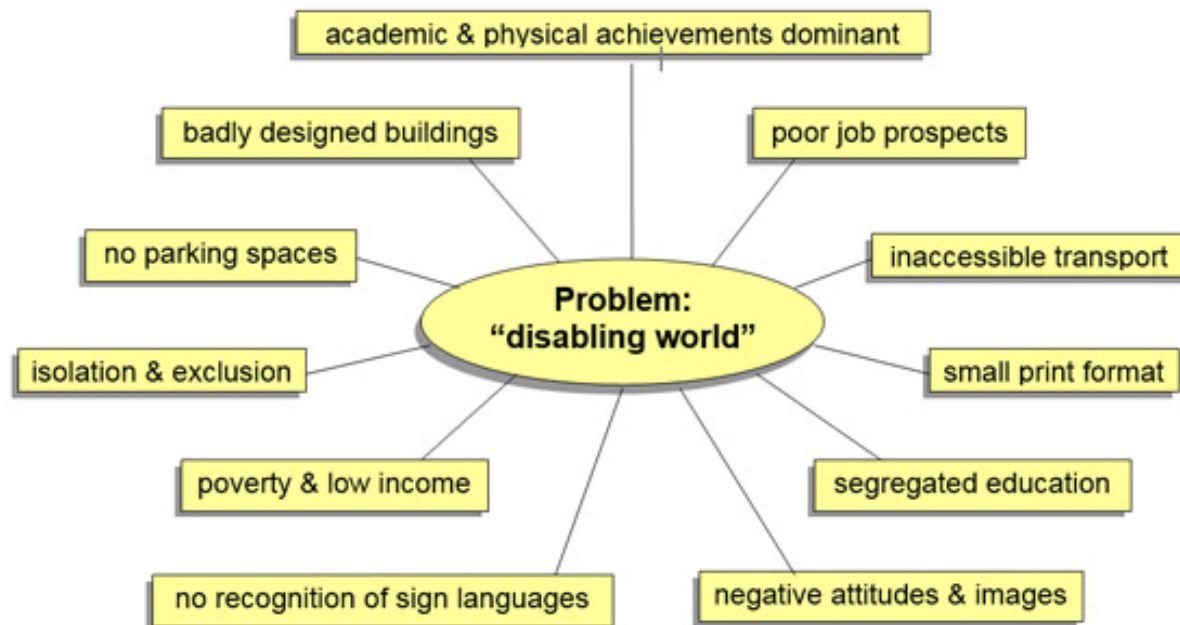 academic & physical achievements dominant
badly designed buildings
poor job prospects
no parking spaces
inaccessible transport
Problem:
“disabling world”
isolation & exclusion
small print format
poverty & low income
segregated education
no recognition of sign languages
negative attitudes & images